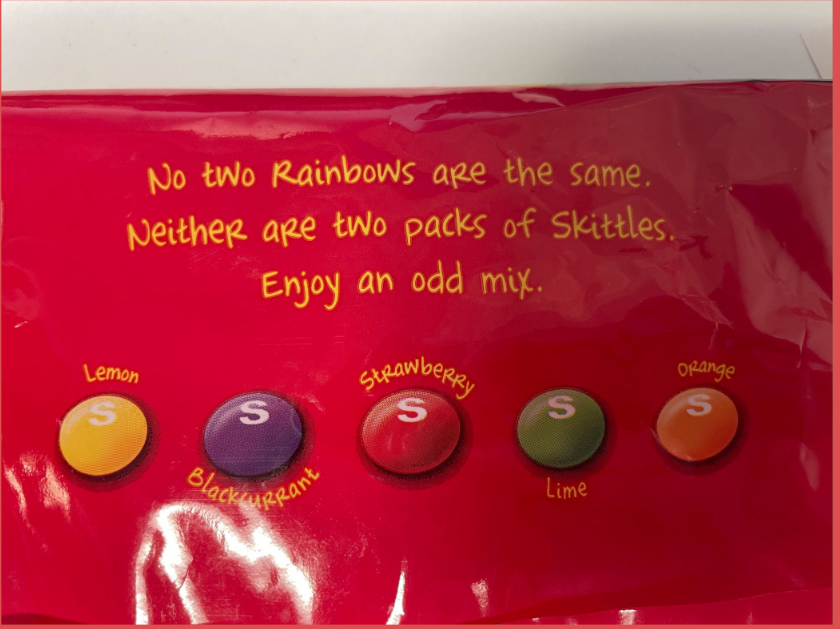 No two Rainbows are the same.
Neither are two packs of Skittles.
Enjoy an odd mix.
Lemon
Strawberry
Orange
S S S S S
Blackcurrant
Lime